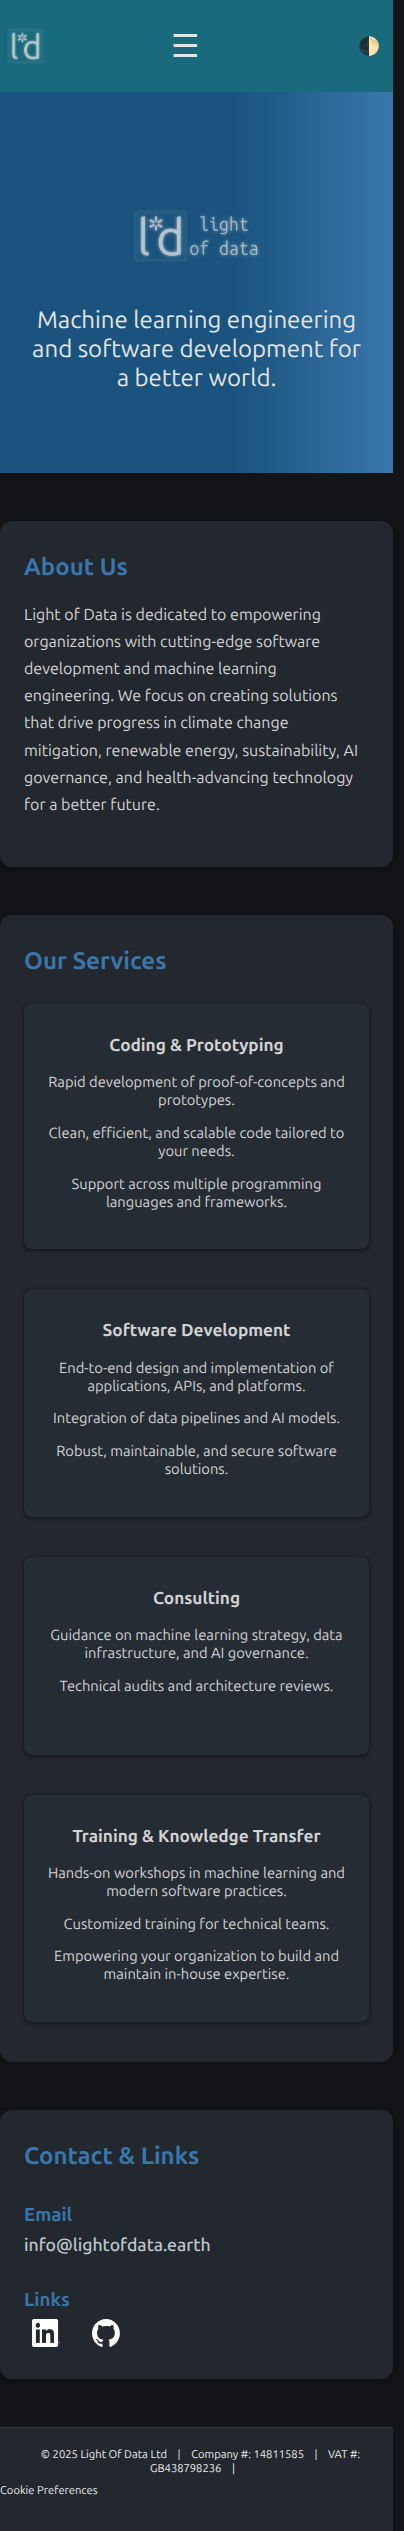 l*d
☰
l*d light
of data
Machine learning engineering
and software development for
a better world.
About Us
Light of Data is dedicated to empowering
organizations with cutting-edge software
development and machine learning
engineering. We focus on creating solutions
that drive progress in climate change
mitigation, renewable energy, sustainability, AI
governance, and health-advancing technology
for a better future.
Our Services
Coding & Prototyping
Rapid development of proof-of-concepts and
prototypes.
Clean, efficient, and scalable code tailored to
your needs.
Support across multiple programming
languages and frameworks.
Software Development
End-to-end design and implementation of
applications, APIs, and platforms.
Integration of data pipelines and AI models.
Robust, maintainable, and secure software
solutions.
Consulting
Guidance on machine learning strategy, data
infrastructure, and AI governance.
Technical audits and architecture reviews.
Training & Knowledge Transfer
Hands-on workshops in machine learning and
modern software practices.
Customized training for technical teams.
Empowering your organization to build and
maintain in-house expertise.
Contact & Links
Email
info@lightofdata.earth
Links
in
© 2025 Light Of Data Ltd | Company #: 14811585 | VAT #:
GB438798236 |
Cookie Preferences